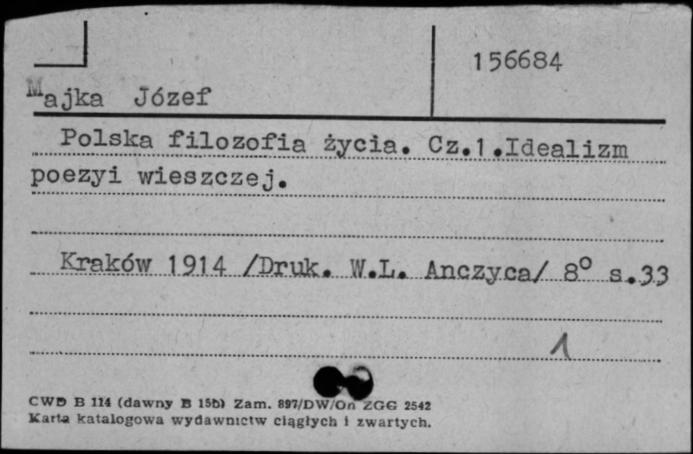 156684
Majka Józef
Polska filozofia życia. Cz.1.Idealizm
poezyi wieszczej.
Kraków 1914 /Druk. W.L. Anczyca/ 8° s.33
1
CWD B 114 (dawny B 15b) Zam. 897/DW/On ZGG 2542
Karta katalogowa wydawnictw ciągłych i zwartych.